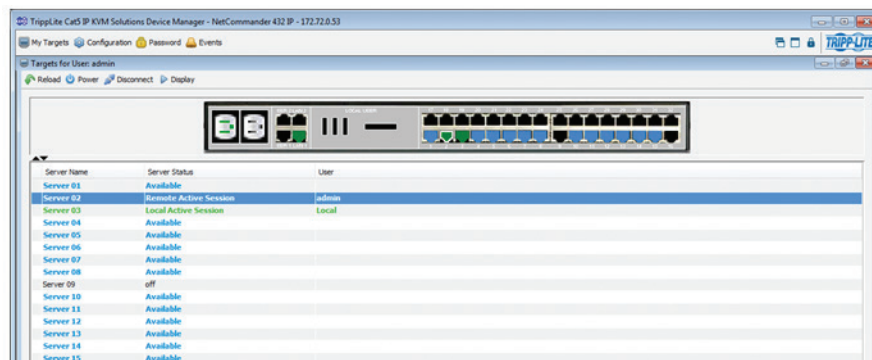 TrippLite Cat5 IP KVM Solutions Device Manager - NetCommander 432 IP - 172.72.0.53
My Targets Configuration Password Events TRIPP·LITE
Targets for User: admin
Reload Power Disconnect Display
LOCAL USER
Server Name Server Status User
Server 01 Available
Server 02 Remote Active Session admin
Server 03 Local Active Session Local
Server 04 Available
Server 05 Available
Server 06 Available
Server 07 Available
Server 08 Available
Server 09 off
Server 10 Available
Server 11 Available
Server 12 Available
Server 13 Available
Server 14 Available
Server 15 Available